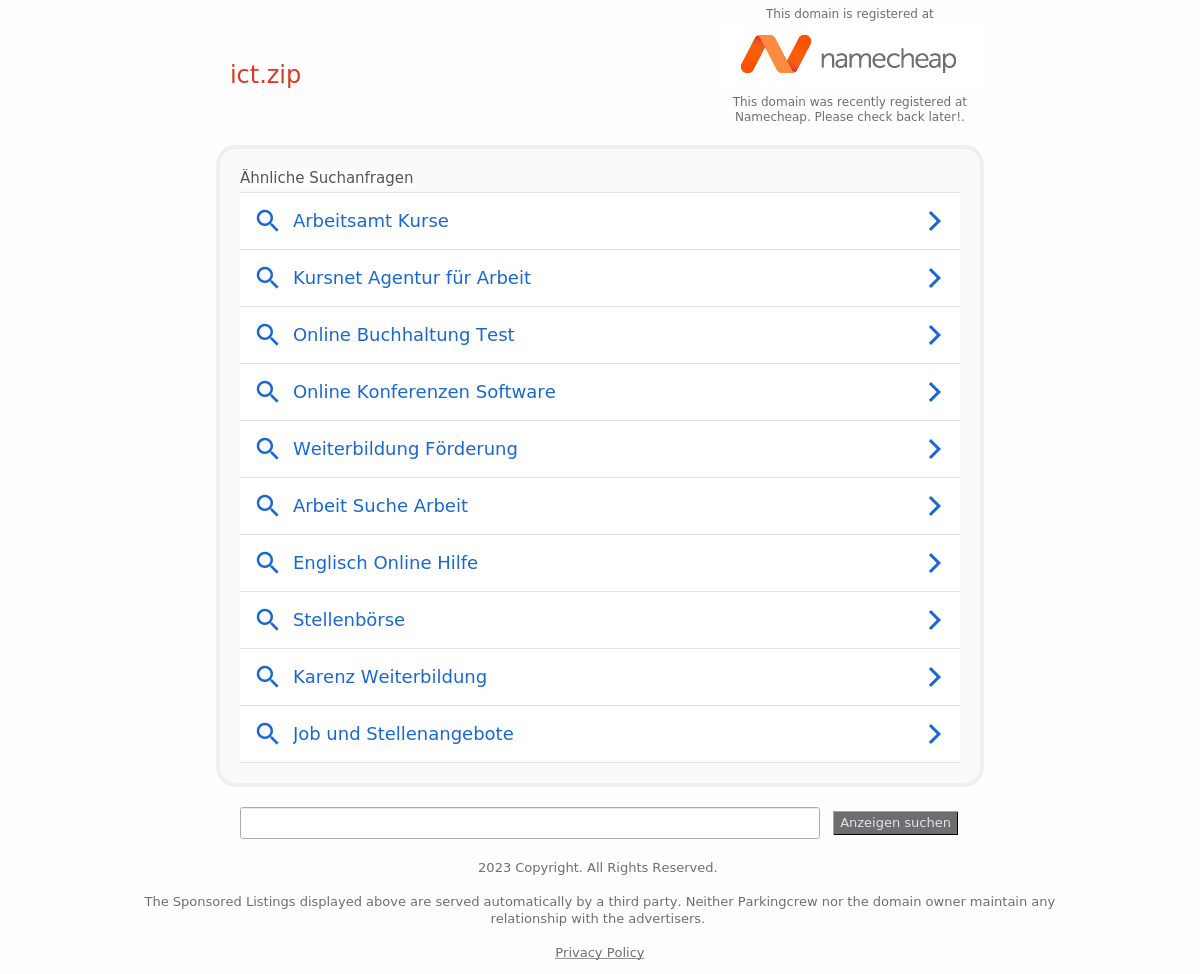 This domain is registered at
namecheap
ict.zip
This domain was recently registered at
Namecheap. Please check back later!.
Ähnliche Suchanfragen
Arbeitsamt Kurse
Kursnet Agentur für Arbeit
Online Buchhaltung Test
Online Konferenzen Software
Weiterbildung Förderung
Arbeit Suche Arbeit
Englisch Online Hilfe
Stellenbörse
Karenz Weiterbildung
Job und Stellenangebote
Anzeigen suchen
2023 Copyright. All Rights Reserved.
The Sponsored Listings displayed above are served automatically by a third party. Neither Parkingcrew nor the domain owner maintain any
relationship with the advertisers.
Privacy Policy